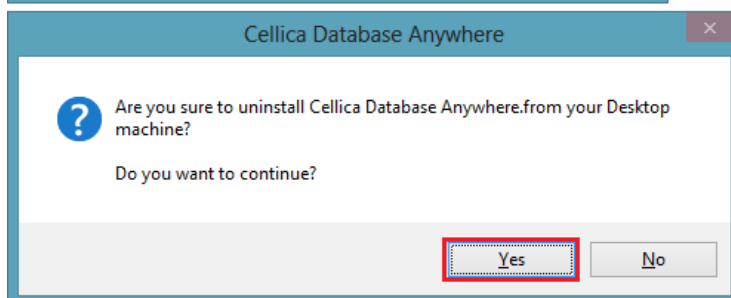 Cellica Database Anywhere
Are you sure to uninstall Cellica Database Anywhere.from your Desktop
machine?
Do you want to continue?
Yes
No